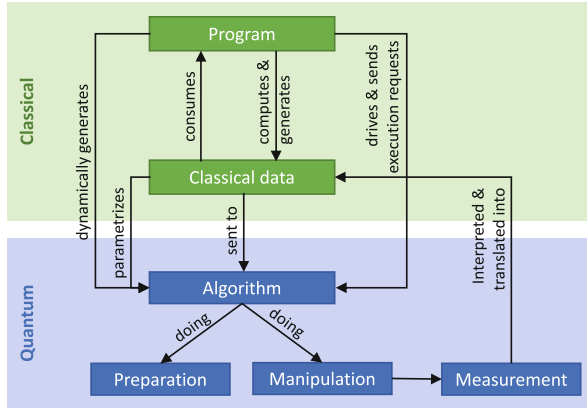 Program
Classical
dynamically generates
consumes
computes &
generates
drives & sends
execution requests
Classical data
parametrizes
sent to
Interpreted &
translated into
Quantum
Algorithm
doing
doing
Preparation
Manipulation
Measurement